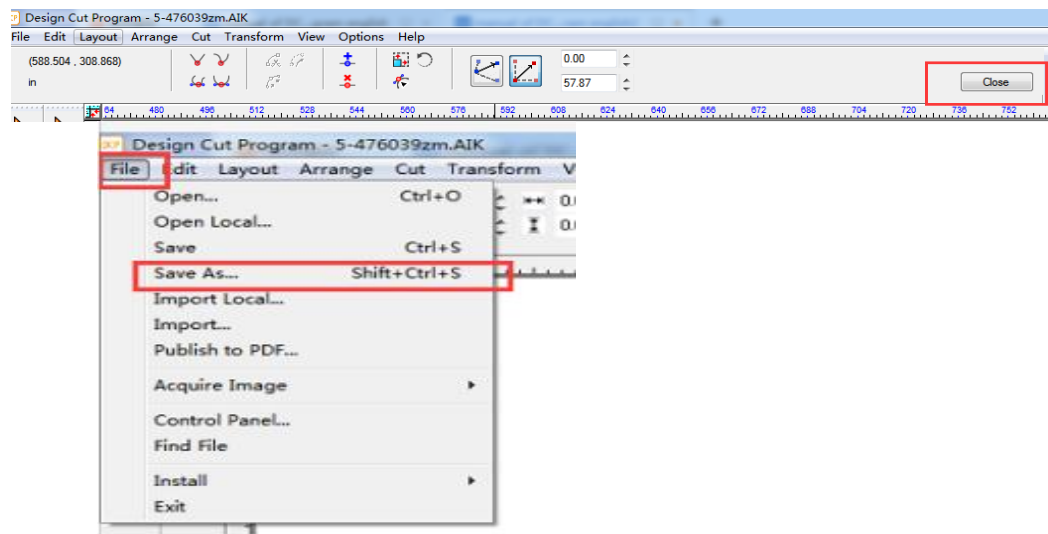 Design Cut Program - 5-476039zm.AIK
File Edit Layout Arrange Cut Transform View Options Help
(588.504 , 308.868)
0.00
in
57.87
Close
64 480 496 512 528 544 560 576 592 608 624 640 656 672 688 704 720 736 752
Design Cut Program - 5-476039zm.AIK
File Edit Layout Arrange Cut Transform V
Open... Ctrl+O
Open Local...
Save Ctrl+S
Save As... Shift+Ctrl+S
Import Local...
Import...
Publish to PDF...
Acquire Image
Control Panel...
Find File
Install
Exit